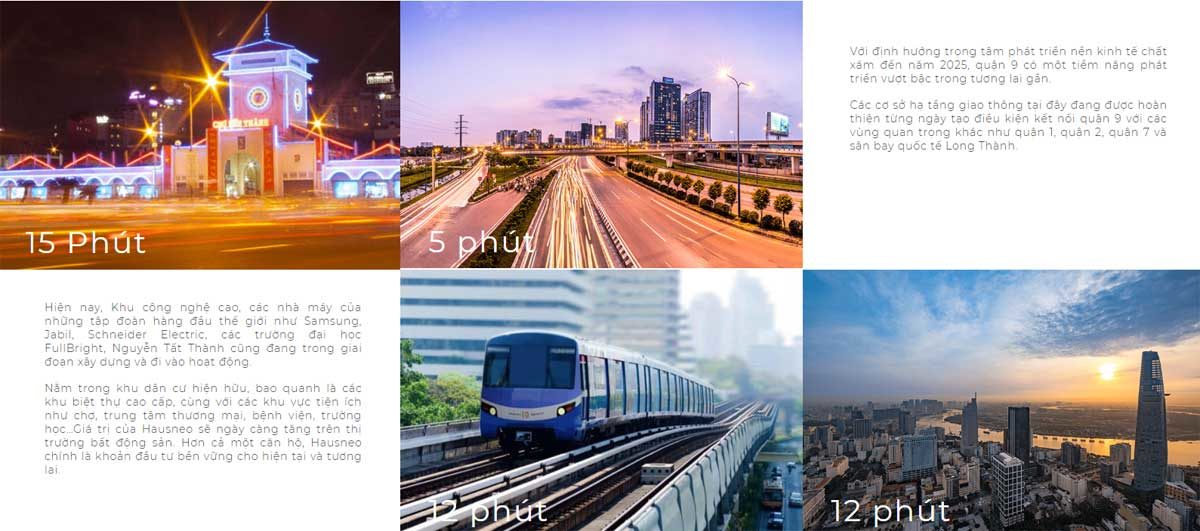 CHỢ BẾN THÀNH
15 Phút
5 phút
Với định hướng trọng tâm phát triển nền kinh tế chất
xám đến năm 2025, quận 9 có một tiềm năng phát
triển vượt bậc trong tương lai gần.
Các cơ sở hạ tầng giao thông tại đây đang được hoàn
thiện từng ngày tạo điều kiện kết nối quận 9 với các
vùng quan trọng khác như quận 1, quận 2, quận 7 và
sân bay quốc tế Long Thành.
Hiện nay, Khu công nghệ cao, các nhà máy của
những tập đoàn hàng đầu thế giới như Samsung,
Jabil, Schneider Electric, các trường đại học
FullBright, Nguyễn Tất Thành cũng đang trong giai
đoạn xây dựng và đi vào hoạt động.
Nằm trong khu dân cư hiện hữu, bao quanh là các
khu biệt thự cao cấp, cùng với các khu vực tiện ích
như chợ, trung tâm thương mại, bệnh viện, trường
học...Giá trị của Hausneo sẽ ngày càng tăng trên thị
trường bất động sản. Hơn cả một căn hộ, Hausneo
chính là khoản đầu tư bền vững cho hiện tại và tương
lai.
12 phút
12 phút